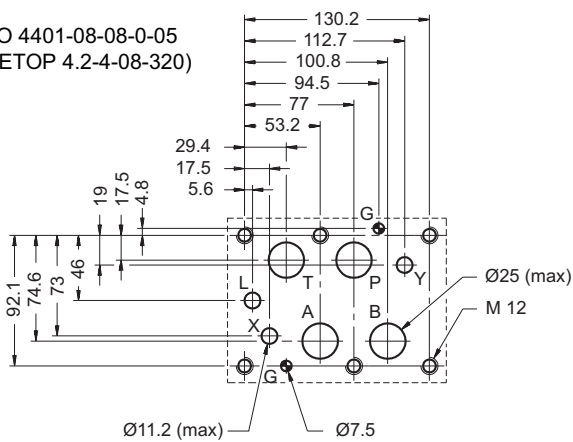 O 4401-08-08-0-05
ETOP 4.2-4-08-320)
130.2
112.7
100.8
94.5
77
53.2
29.4
17.5
5.6
19
17.5
4.8
92.1
74.6
73
46
G
T
P
Y
L
A
B
X
G
Ø25 (max)
M 12
Ø11.2 (max)
Ø7.5